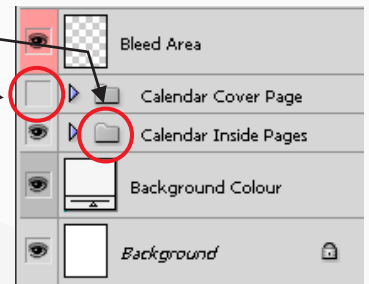 Bleed Area
Calendar Cover Page
Calendar Inside Pages
Background Colour
Background